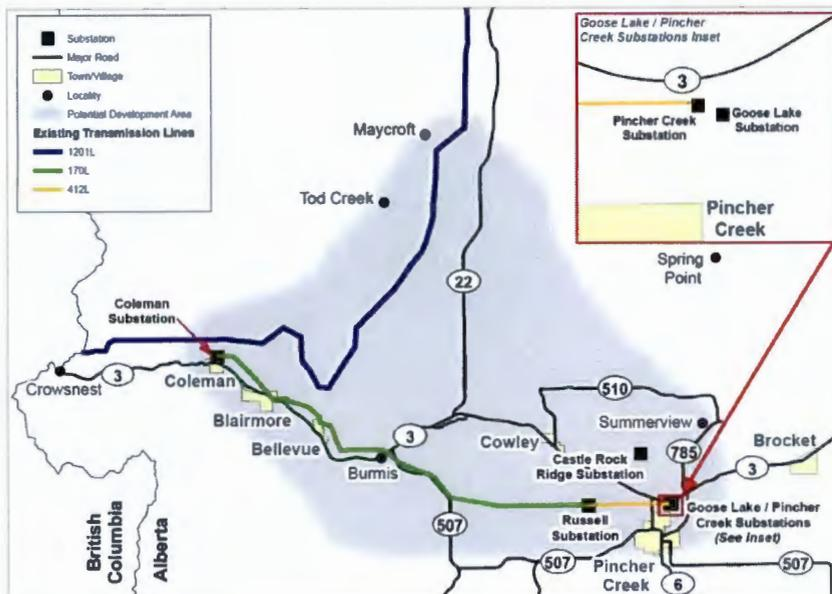 Substation
Major Road
Town/Village
Locality
Potential Development Area
Existing Transmission Lines
1201L
170L
412L
Goose Lake / Pincher
Creek Substations Inset
3
Pincher Creek
Substation
Goose Lake
Substation
Pincher
Creek
Maycroft
Tod Creek
Spring
Point
22
Coleman
Substation
Crowsnest
3
Coleman
Blairmore
Bellevue
Burmis
3
Cowley
510
Summerview
Castle Rock
Ridge Substation
785
3
Brocket
507
Russell
Substation
Goose Lake / Pincher
Creek Substations
(See Inset)
507
Pincher
Creek
6
507
British
Columbia
Alberta